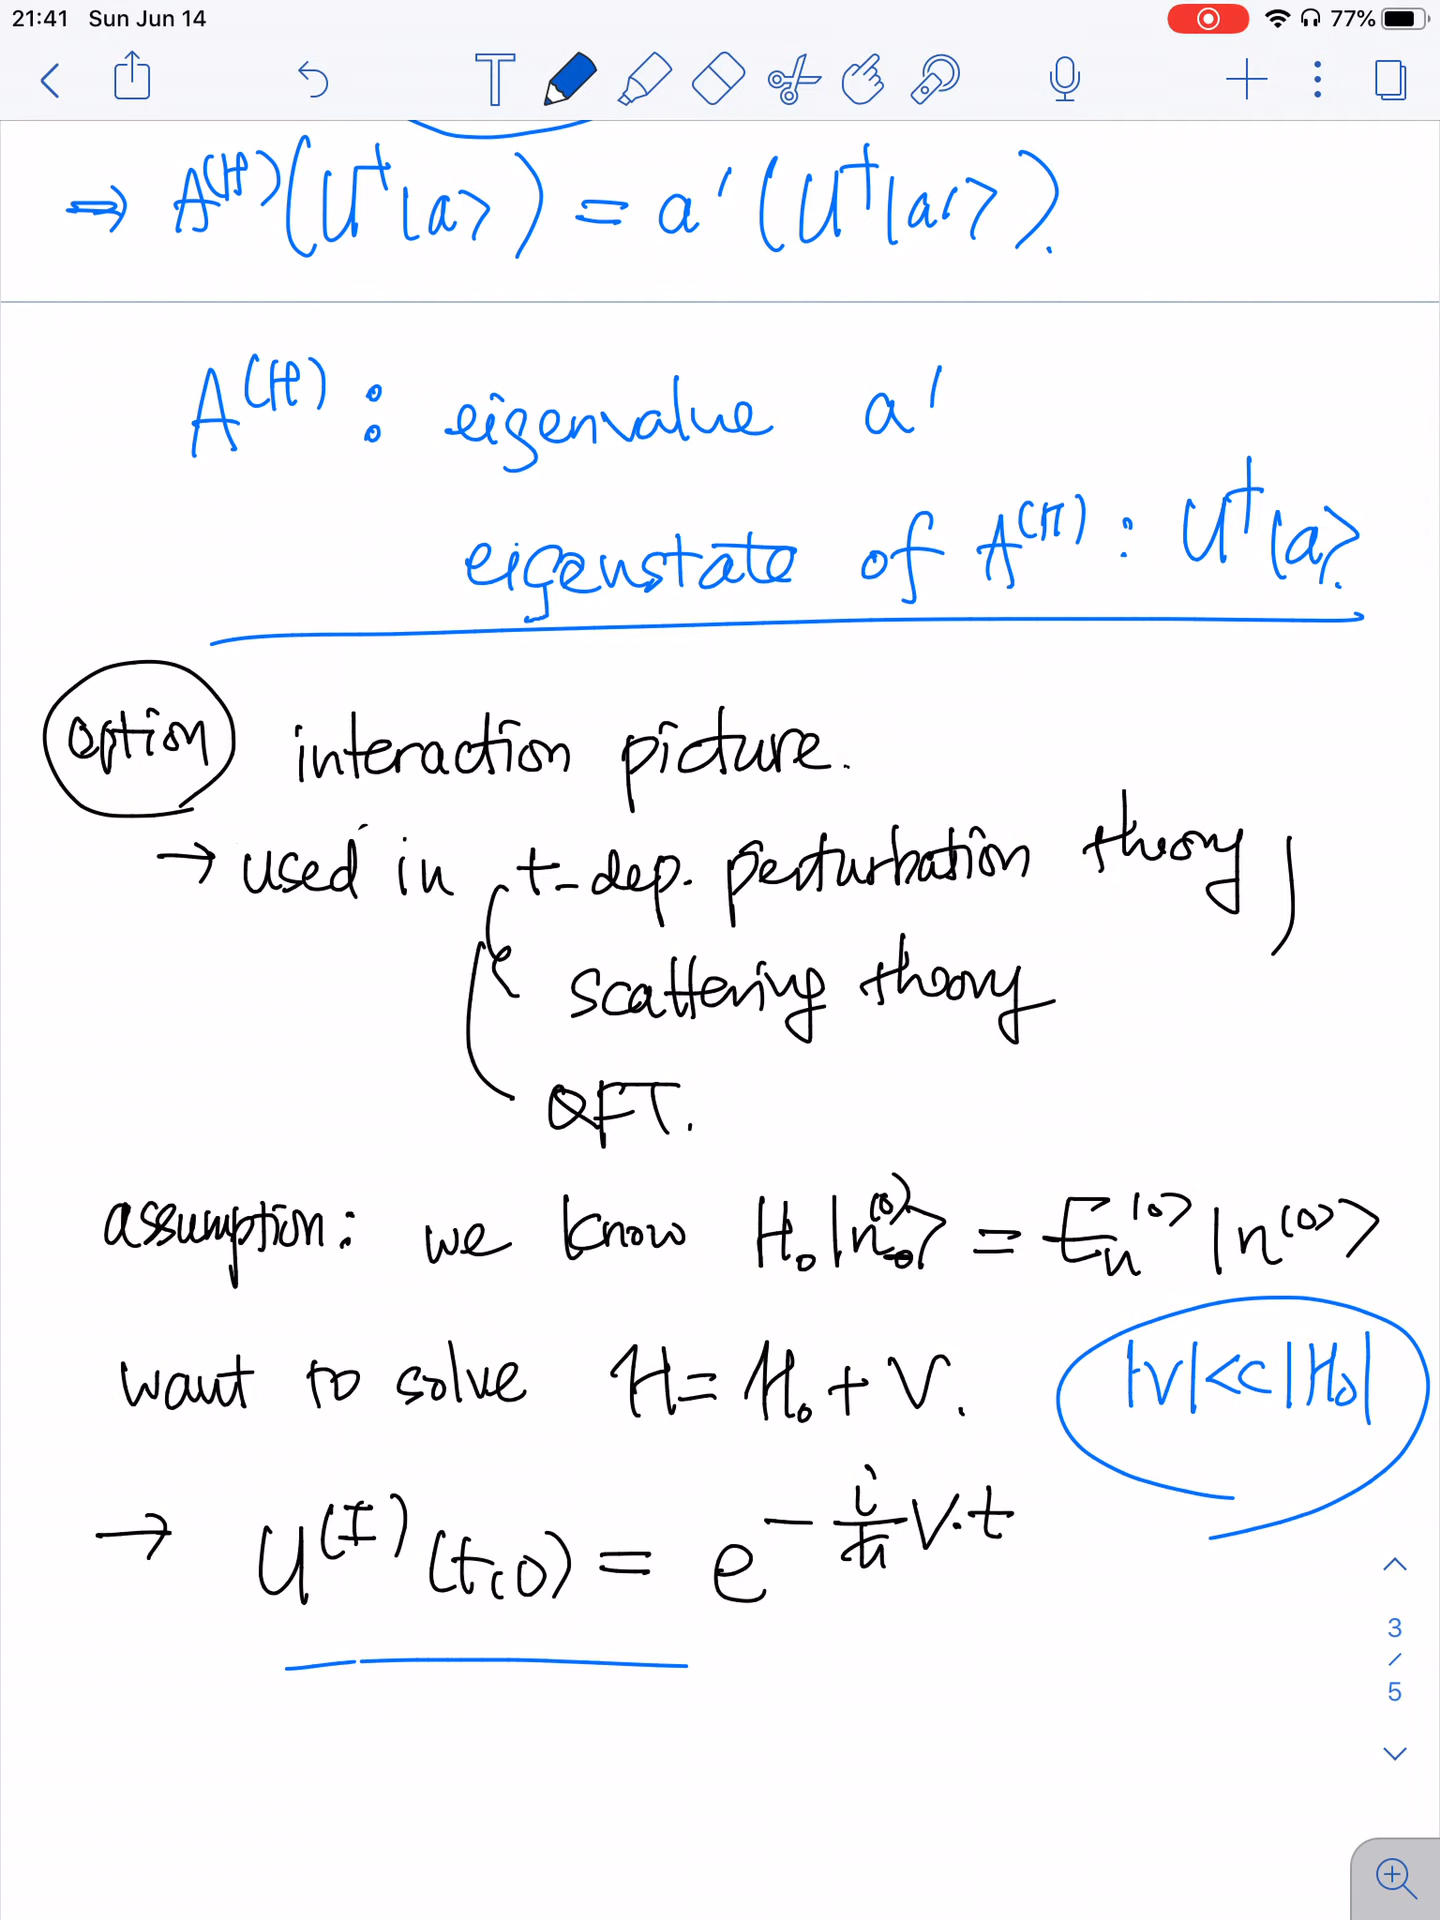 21:41 Sun Jun 14 77%
⇒ A^(H) (U†|a⟩) = a' (U†|a'⟩).
A^(H) : eigenvalue a'
eigenstate of A^(H) : U†|a⟩.
option interaction picture.
→ used in t-dep. perturbation theory,
scattering theory
QFT.
assumption: we know H₀|n₀^(0)⟩ = Eₙ^(0) |n^(0)⟩
want to solve H = H₀ + V. |V| << |H₀|
→ U^(I) (t,0) = e^(-i/ħ V·t)
3
/
5